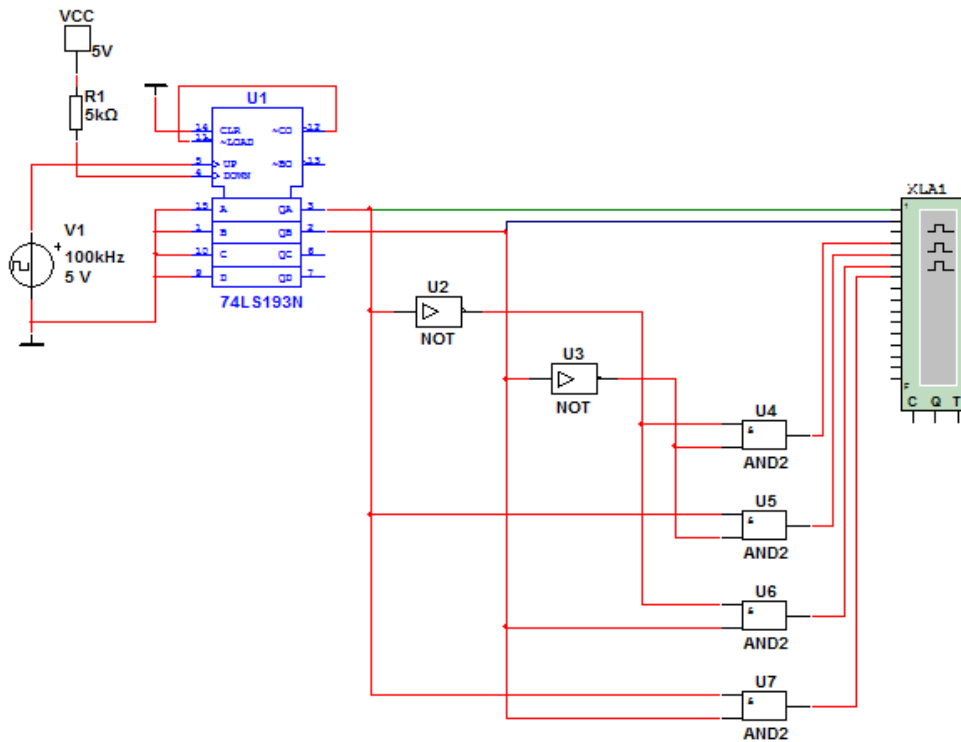 VCC
5V
R1
5kΩ
U1
14 CLR ~CO 12
11 ~LOAD
5 UP ~BO 13
4 DOWN
15 A QA 3
1 B QB 2
10 C QC 6
9 D QD 7
74LS193N
V1
100kHz
5 V
+
XLA1
1
F
C Q T
U2
NOT
U3
NOT
U4
&
AND2
U5
&
AND2
U6
&
AND2
U7
&
AND2